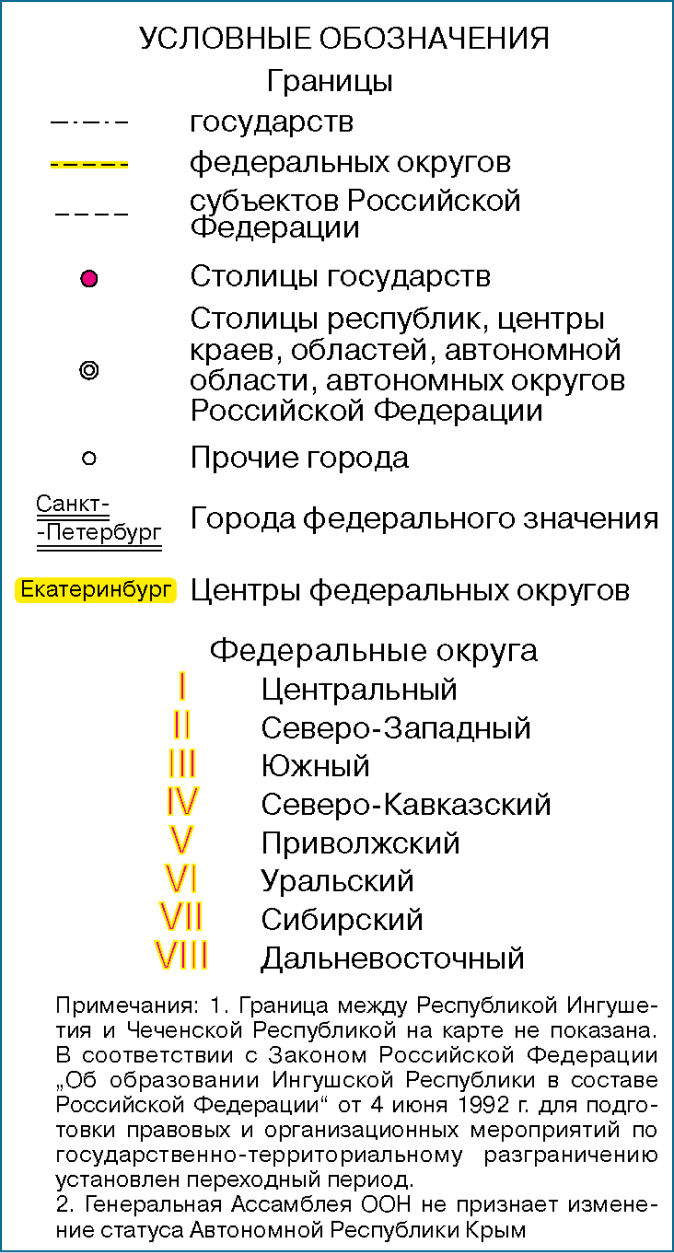 УСЛОВНЫЕ ОБОЗНАЧЕНИЯ
Границы
государств
федеральных округов
субъектов Российской
Федерации
Столицы государств
Столицы республик, центры
краев, областей, автономной
области, автономных округов
Российской Федерации
Прочие города
Санкт-
-Петербург
Города федерального значения
Екатеринбург Центры федеральных округов
Федеральные округа
I Центральный
II Северо-Западный
III Южный
IV Северо-Кавказский
V Приволжский
VI Уральский
VII Сибирский
VIII Дальневосточный
Примечания: 1. Граница между Республикой Ингуше-
тия и Чеченской Республикой на карте не показана.
В соответствии с Законом Российской Федерации
„Об образовании Ингушской Республики в составе
Российской Федерации“ от 4 июня 1992 г. для подго-
товки правовых и организационных мероприятий по
государственно-территориальному разграничению
установлен переходный период.
2. Генеральная Ассамблея ООН не признает измене-
ние статуса Автономной Республики Крым